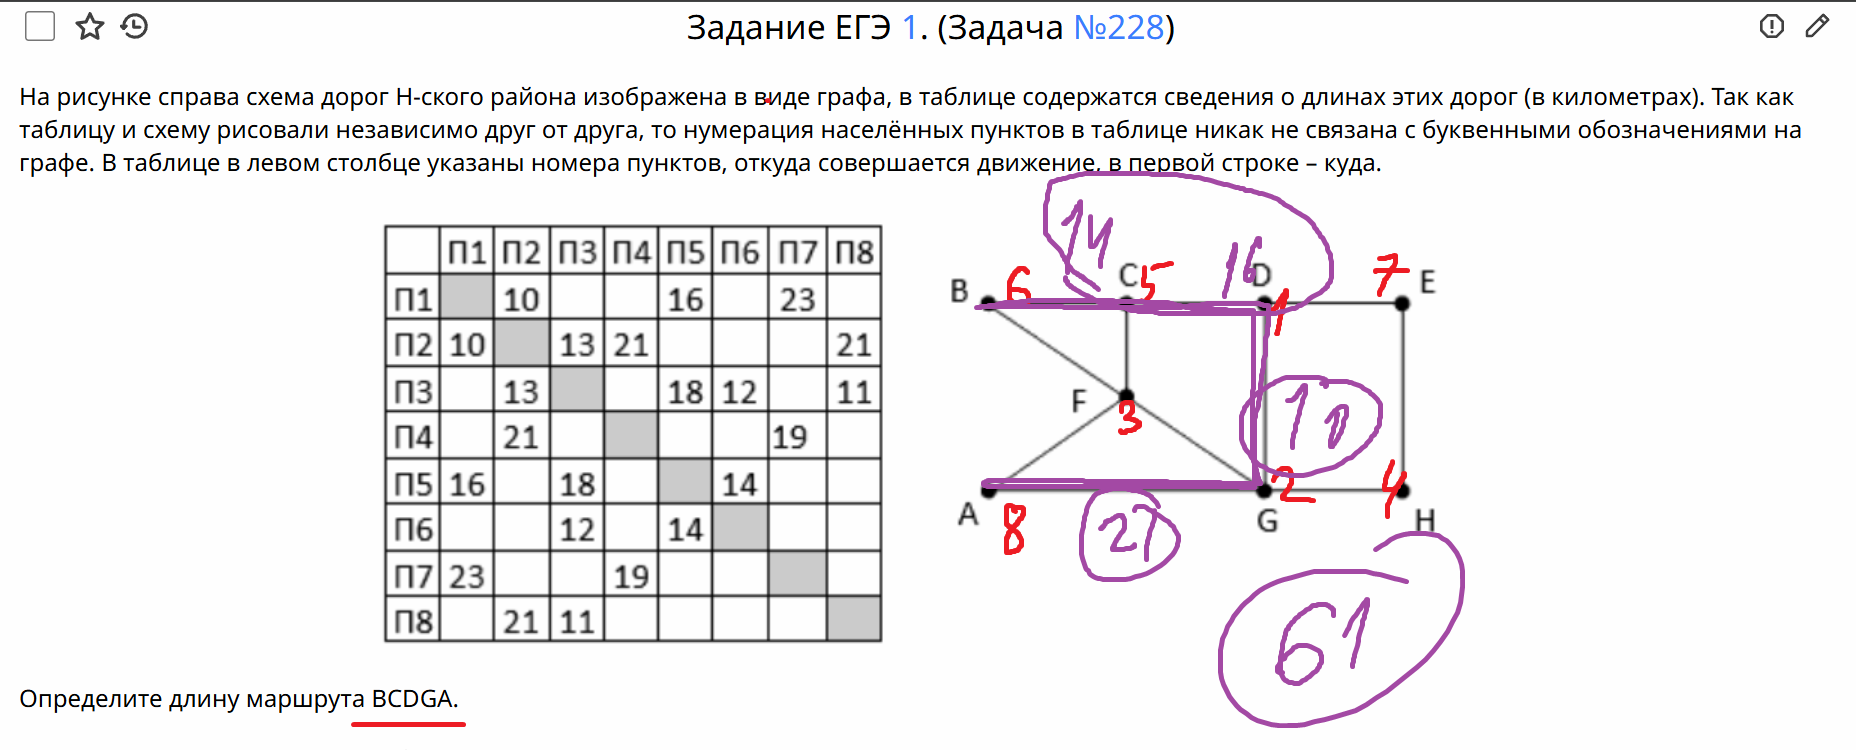 Задание ЕГЭ 1. (Задача №228)
На рисунке справа схема дорог Н-ского района изображена в виде графа, в таблице содержатся сведения о длинах этих дорог (в километрах). Так как
таблицу и схему рисовали независимо друг от друга, то нумерация населённых пунктов в таблице никак не связана с буквенными обозначениями на
графе. В таблице в левом столбце указаны номера пунктов, откуда совершается движение, в первой строке – куда.
П1 П2 П3 П4 П5 П6 П7 П8
П1 10 16 23
П2 10 13 21 21
П3 13 18 12 11
П4 21 19
П5 16 18 14
П6 12 14
П7 23 19
П8 21 11
14 16
B 6 C 5 D 1 7 E
F 3 10
A 8 21 2 G 4 H
61
Определите длину маршрута BCDGA.